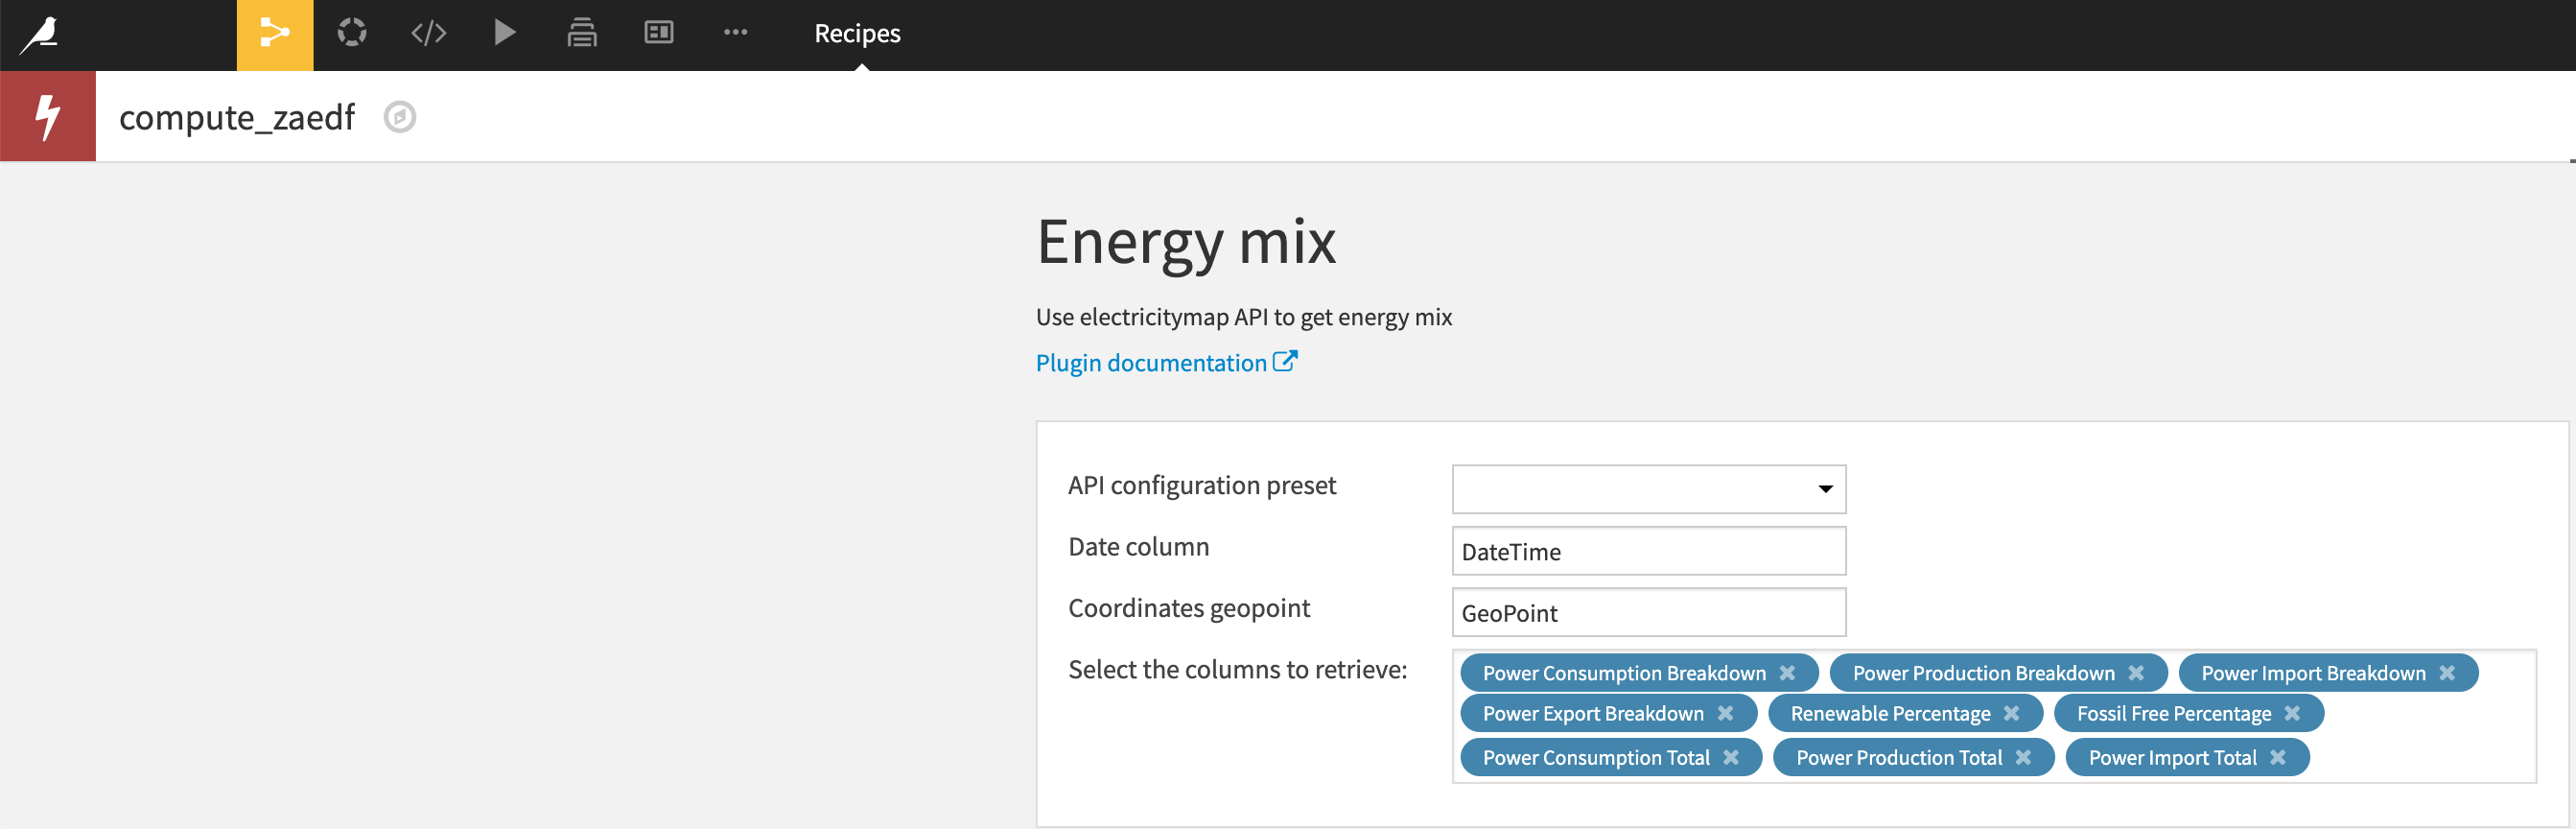 Recipes
compute_zaedf
Energy mix
Use electricitymap API to get energy mix
Plugin documentation
API configuration preset
Date column
DateTime
Coordinates geopoint
GeoPoint
Select the columns to retrieve:
Power Consumption Breakdown Power Production Breakdown Power Import Breakdown
Power Export Breakdown Renewable Percentage Fossil Free Percentage
Power Consumption Total Power Production Total Power Import Total